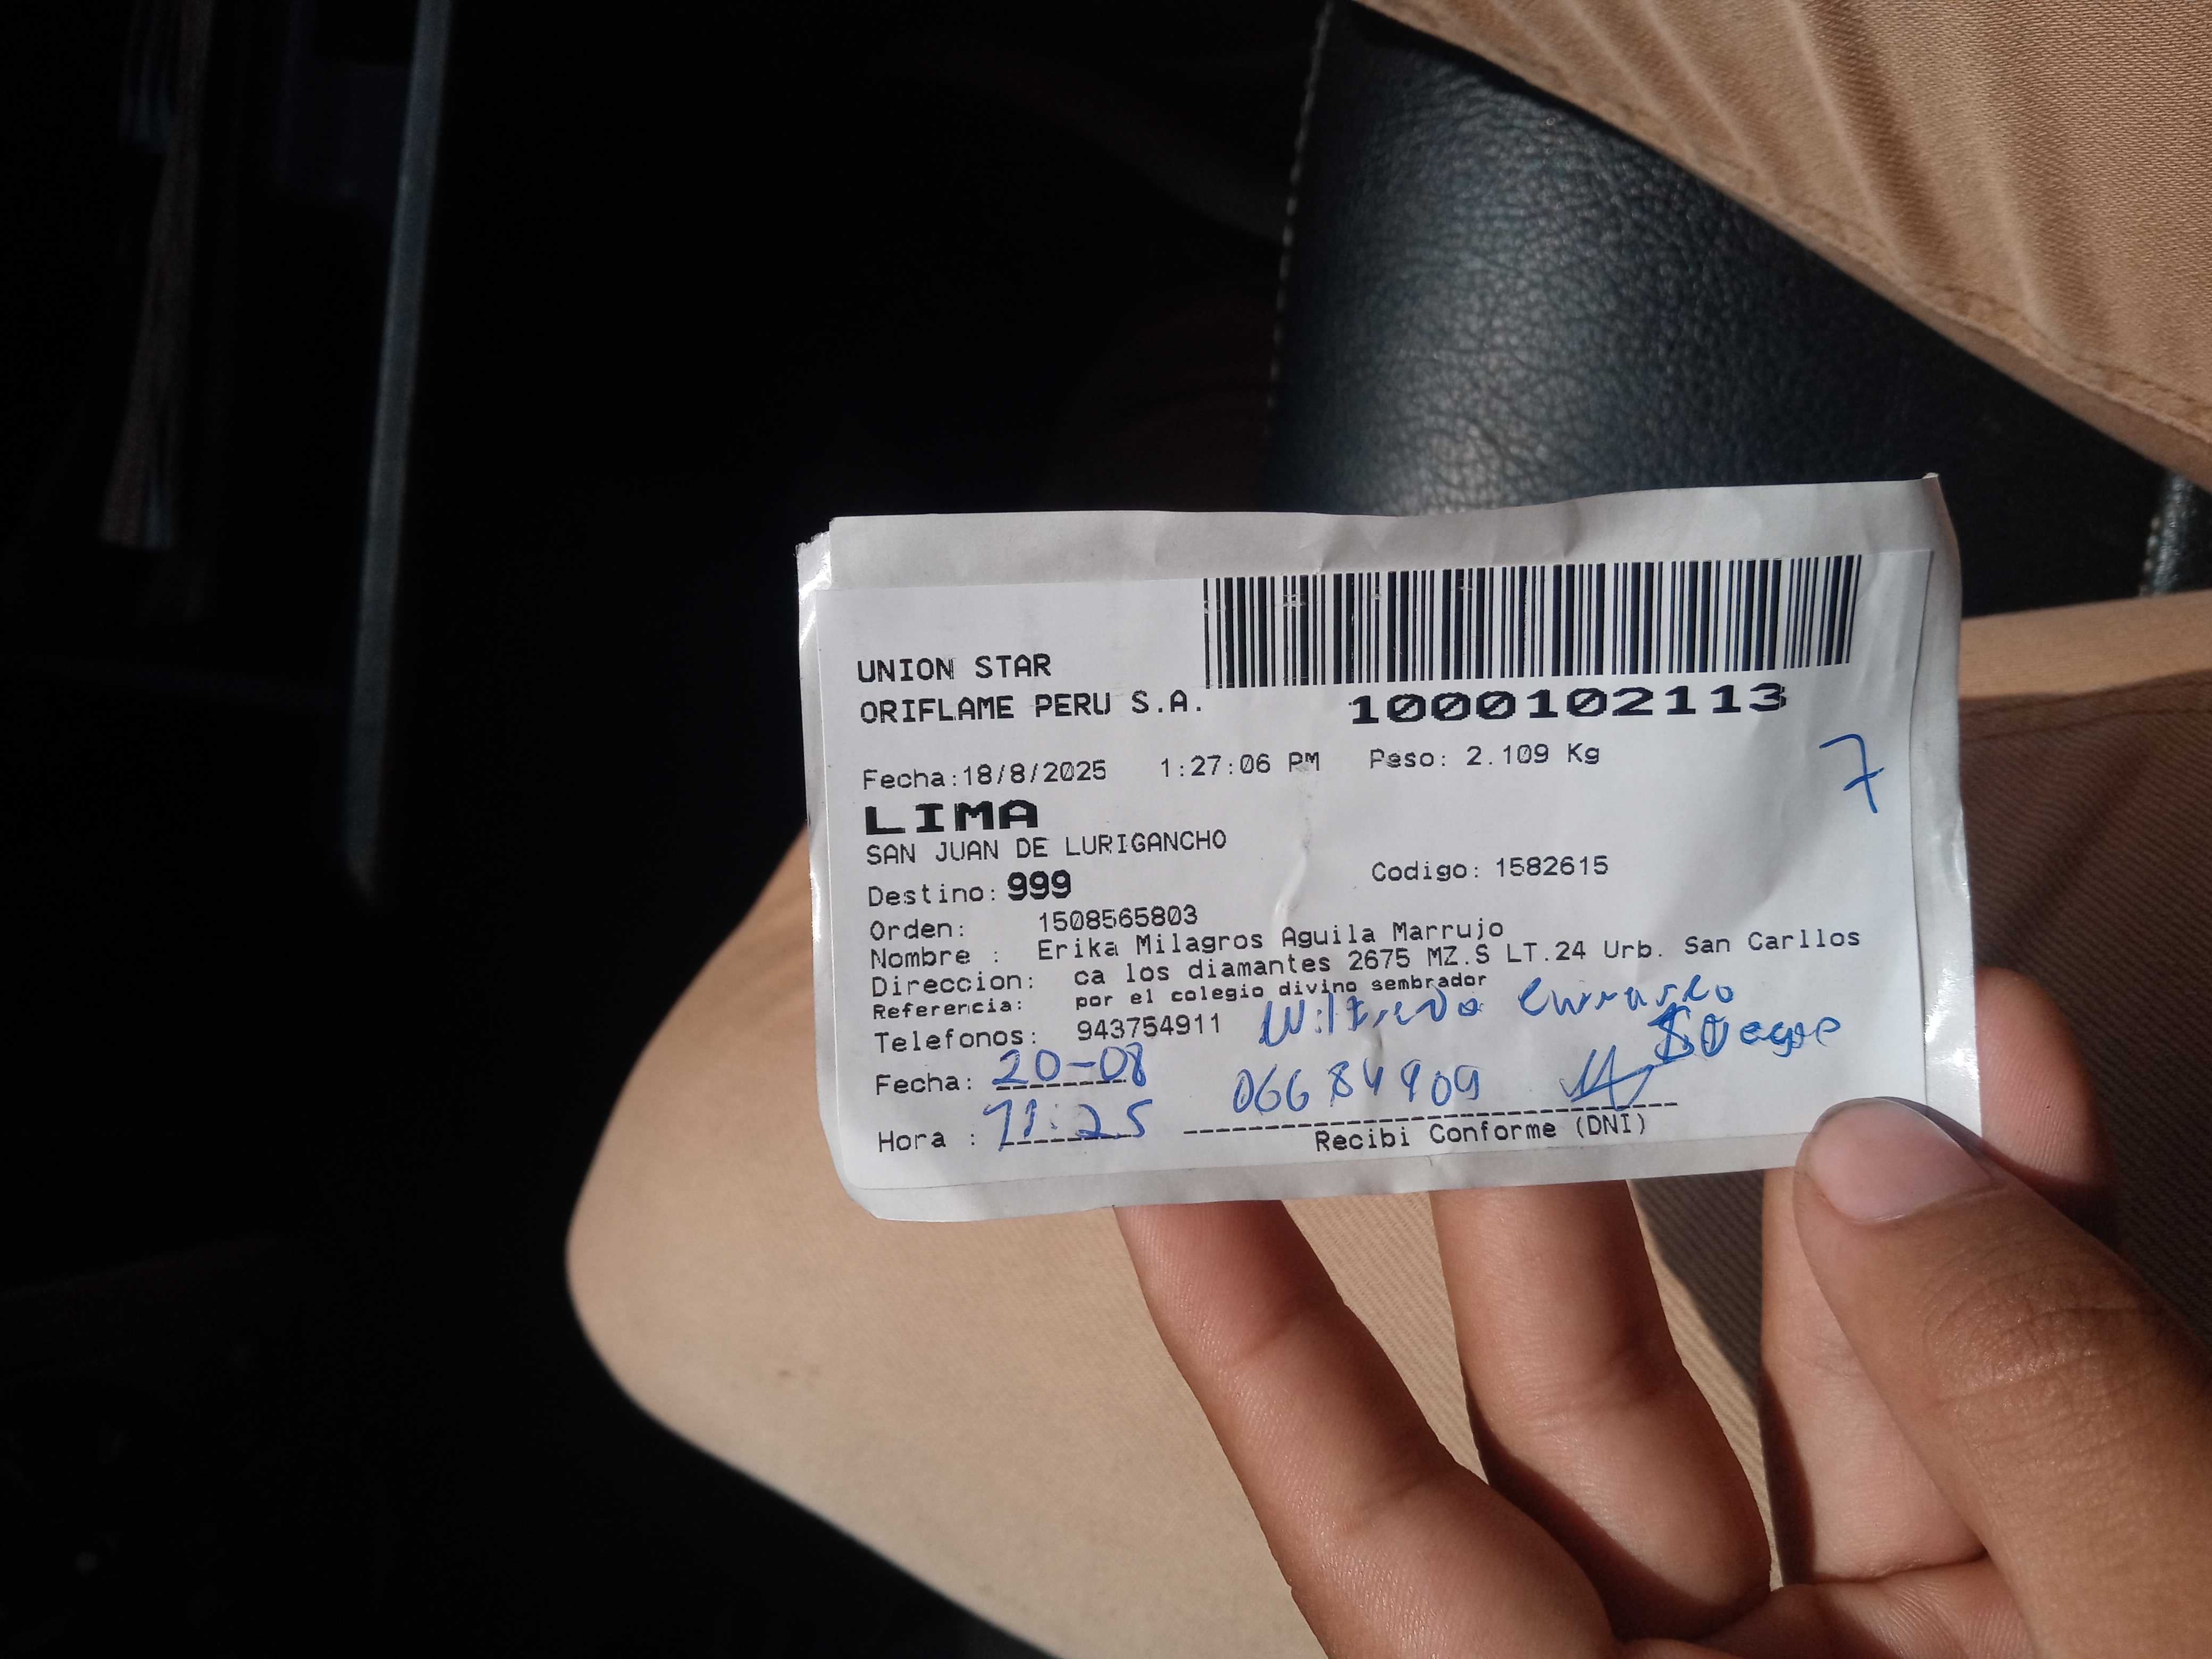 UNION STAR
ORIFLAME PERU S.A.
1000102113
Fecha:18/8/2025 1:27:06 PM Peso: 2.109 Kg
7
LIMA
SAN JUAN DE LURIGANCHO
Destino: 999 Codigo: 1582615
Orden: 1508565803
Nombre : Erika Milagros Aguila Marrujo
Direccion: ca los diamantes 2675 MZ.S LT.24 Urb. San Carllos
Referencia: por el colegio divino sembrador
Telefonos: 943754911 Wilfredo Currasco
Fecha: 20-08 06684909
Hora : 11:25
Recibi Conforme (DNI)